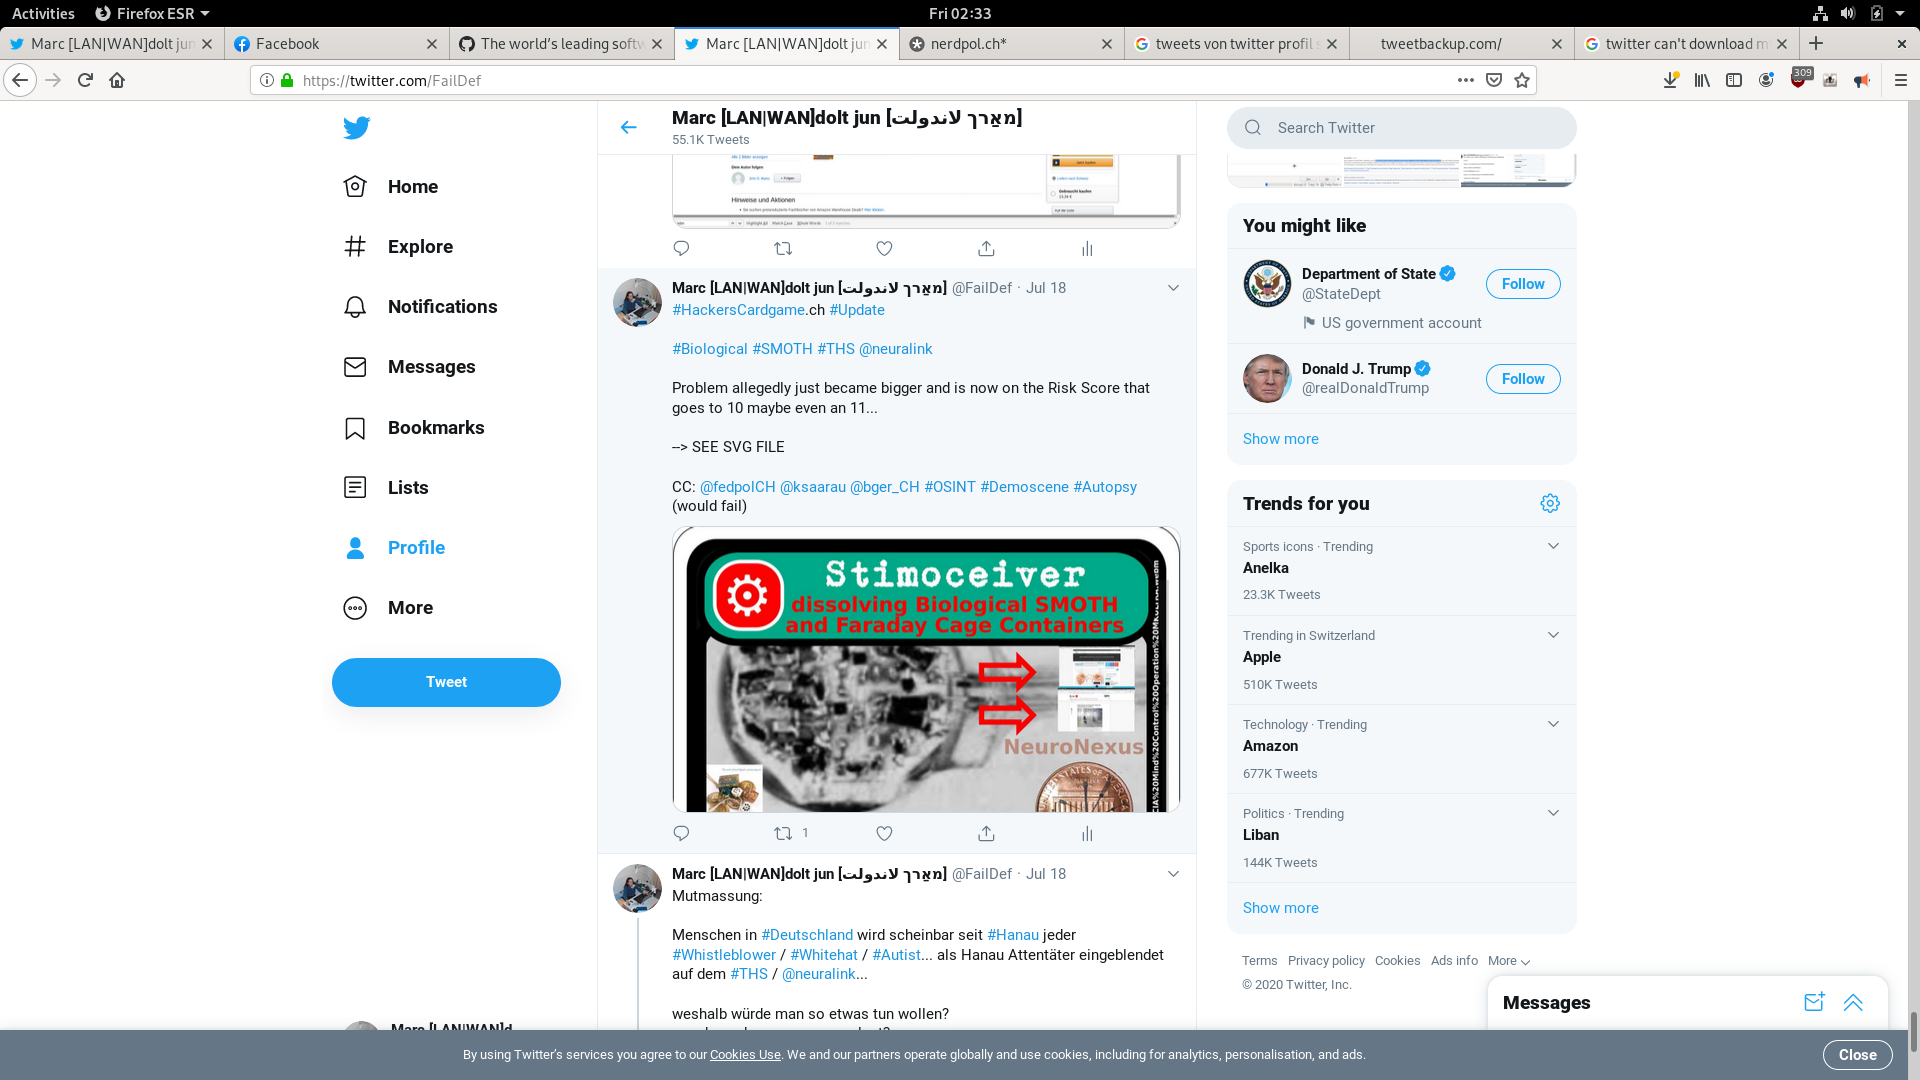 Activities
Firefox ESR
Fri 02:33
Marc [LAN|WAN]dolt jun
Facebook
The world’s leading softw
Marc [LAN|WAN]dolt jun
nerdpol.ch*
tweets von twitter profil s
tweetbackup.com/
twitter can't download m
https://twitter.com/FailDef
309
Home
Explore
Notifications
Messages
Bookmarks
Lists
Profile
More
Tweet
Marc [LAN|WAN]d
Marc [LAN|WAN]dolt jun [מאַרך לאנדולת]
55.1K Tweets
Hinweise und Aktionen
Marc [LAN|WAN]dolt jun [מאַרך לאנדולת] @FailDef · Jul 18
#HackersCardgame.ch #Update
#Biological #SMOTH #THS @neuralink
Problem allegedly just became bigger and is now on the Risk Score that
goes to 10 maybe even an 11...
--> SEE SVG FILE
CC: @fedpolCH @ksaarau @bger_CH #OSINT #Demoscene #Autopsy
(would fail)
Stimoceiver
dissolving Biological SMOTH
and Faraday Cage Containers
NeuroNexus
1
Marc [LAN|WAN]dolt jun [מאַרך לאנדולת] @FailDef · Jul 18
Mutmassung:
Menschen in #Deutschland wird scheinbar seit #Hanau jeder
#Whistleblower / #Whitehat / #Autist... als Hanau Attentäter eingeblendet
auf dem #THS / @neuralink...
weshalb würde man so etwas tun wollen?
Search Twitter
You might like
Department of State
@StateDept
Follow
US government account
Donald J. Trump
@realDonaldTrump
Follow
Show more
Trends for you
Sports icons · Trending
Anelka
23.3K Tweets
Trending in Switzerland
Apple
510K Tweets
Technology · Trending
Amazon
677K Tweets
Politics · Trending
Liban
144K Tweets
Show more
Terms Privacy policy Cookies Ads info More
© 2020 Twitter, Inc.
Messages
By using Twitter’s services you agree to our Cookies Use. We and our partners operate globally and use cookies, including for analytics, personalisation, and ads.
Close